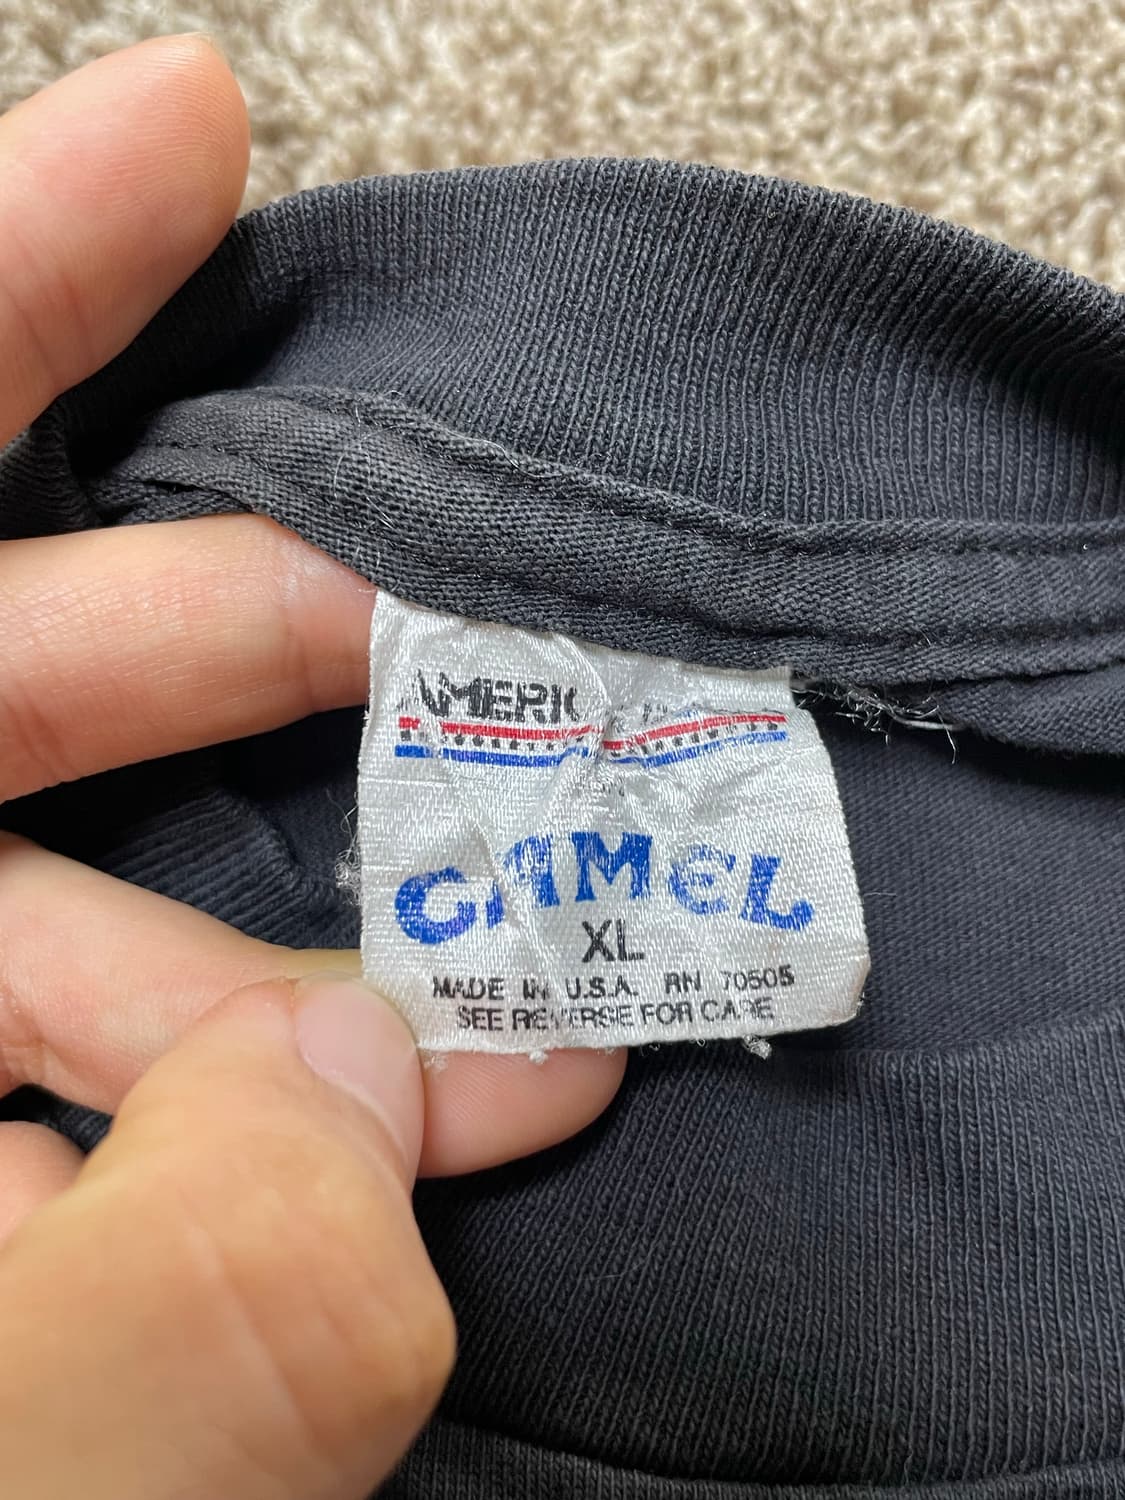 CAMEL
XL
MADE IN U.S.A. RN 70505
SEE REVERSE FOR CARE